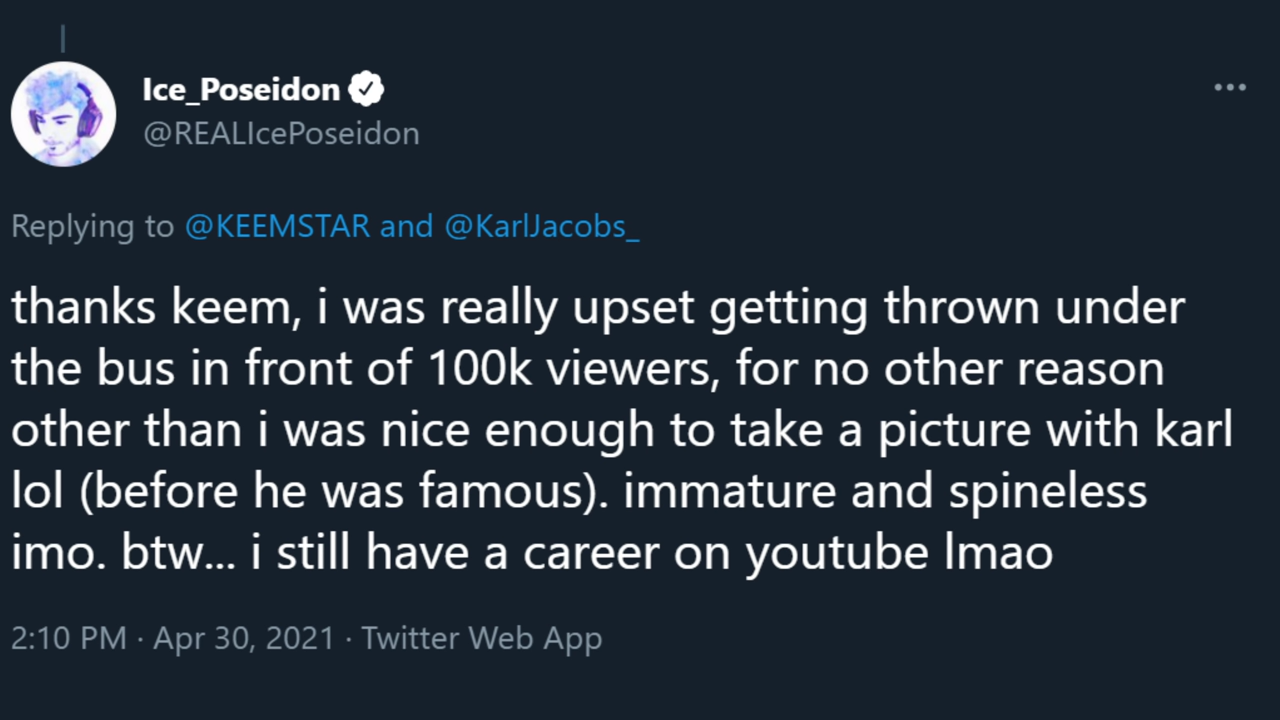 Ice_Poseidon
@REALIcePoseidon
Replying to @KEEMSTAR and @KarlJacobs_
thanks keem, i was really upset getting thrown under
the bus in front of 100k viewers, for no other reason
other than i was nice enough to take a picture with karl
lol (before he was famous). immature and spineless
imo. btw... i still have a career on youtube lmao
2:10 PM · Apr 30, 2021 · Twitter Web App